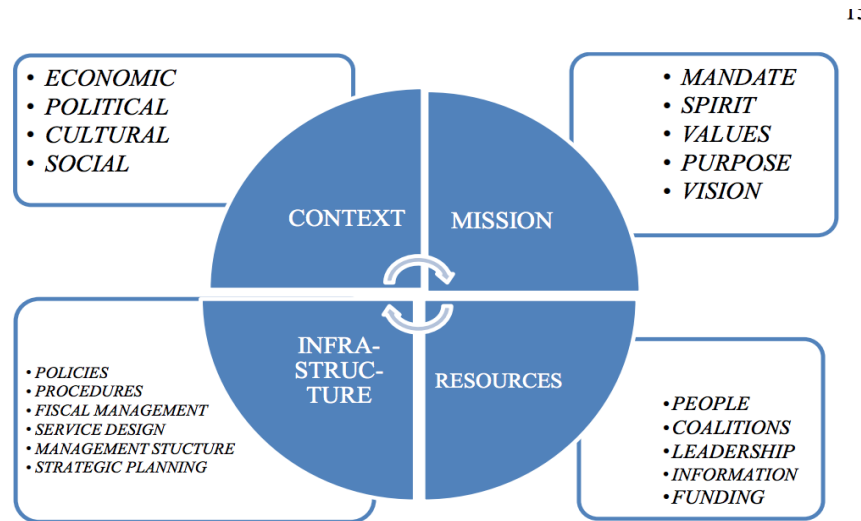 • ECONOMIC
• POLITICAL
• CULTURAL
• SOCIAL
• MANDATE
• SPIRIT
• VALUES
• PURPOSE
• VISION
CONTEXT
MISSION
INFRA-
STRUC-
TURE
RESOURCES
• POLICIES
• PROCEDURES
• FISCAL MANAGEMENT
• SERVICE DESIGN
• MANAGEMENT STUCTURE
• STRATEGIC PLANNING
• PEOPLE
• COALITIONS
• LEADERSHIP
• INFORMATION
• FUNDING